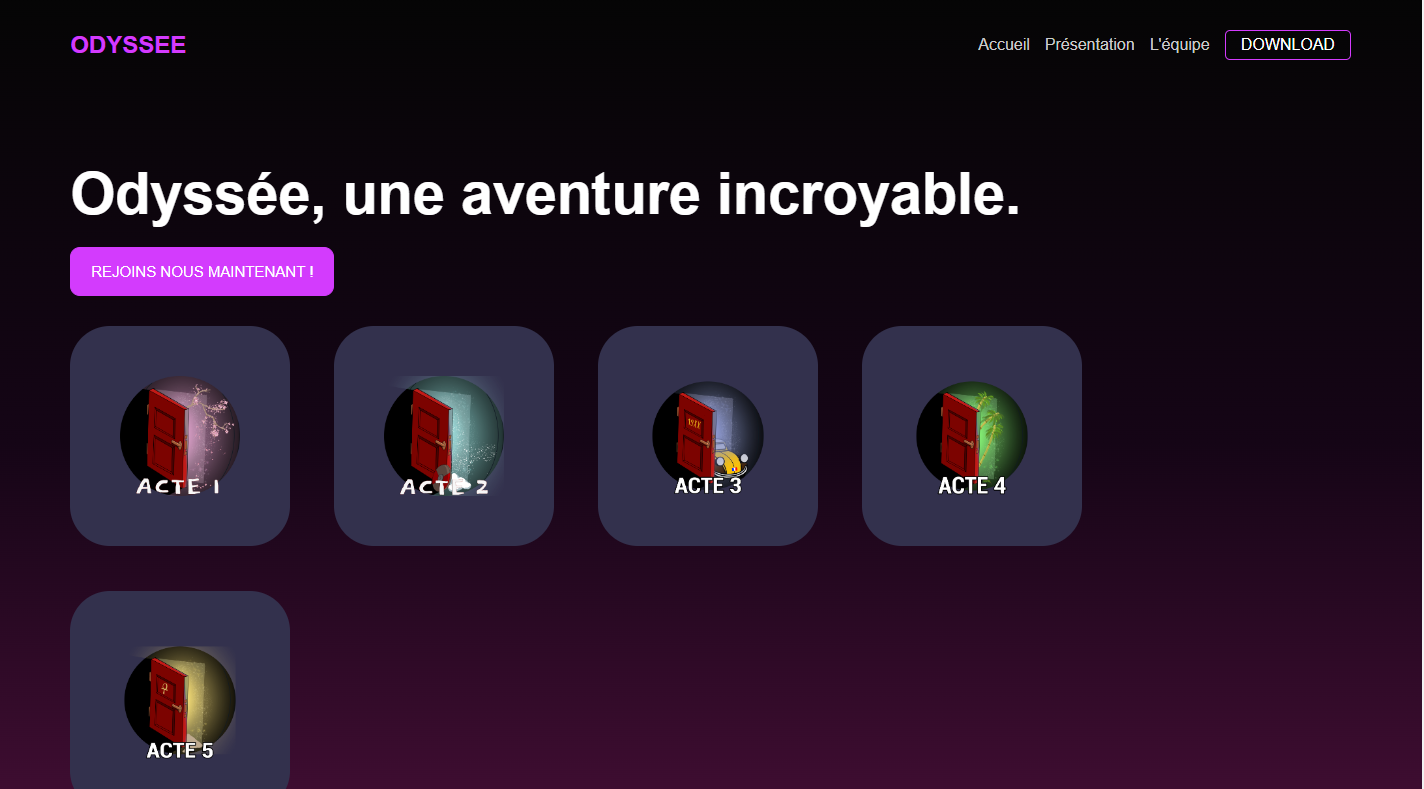 ODYSSEE
Accueil Présentation L'équipe DOWNLOAD
Odyssée, une aventure incroyable.
REJOINS NOUS MAINTENANT !
ACTE 1
ACTE 2
ACTE 3
ACTE 4
ACTE 5